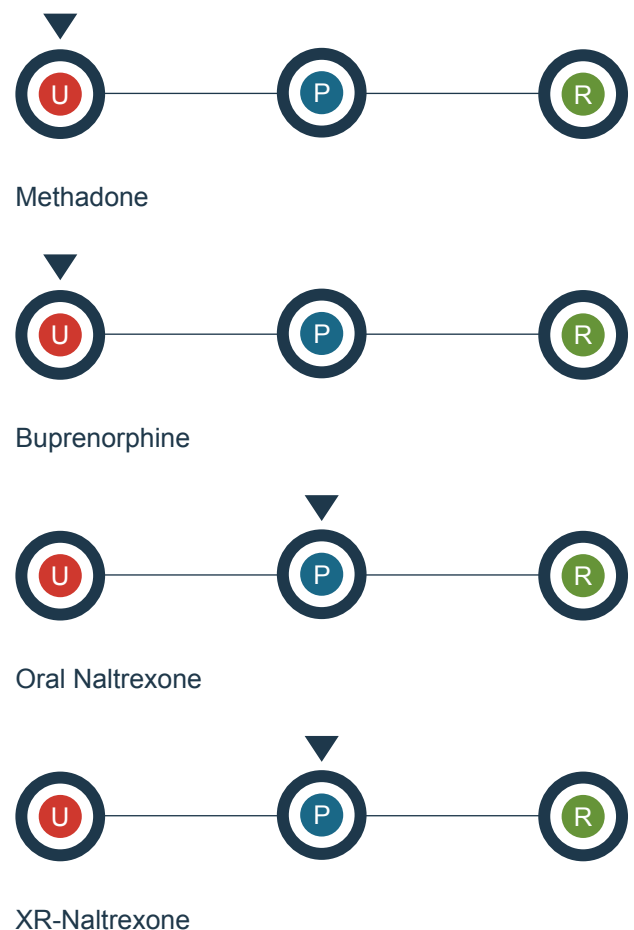 U P R
Methadone
U P R
Buprenorphine
U P R
Oral Naltrexone
U P R
XR-Naltrexone